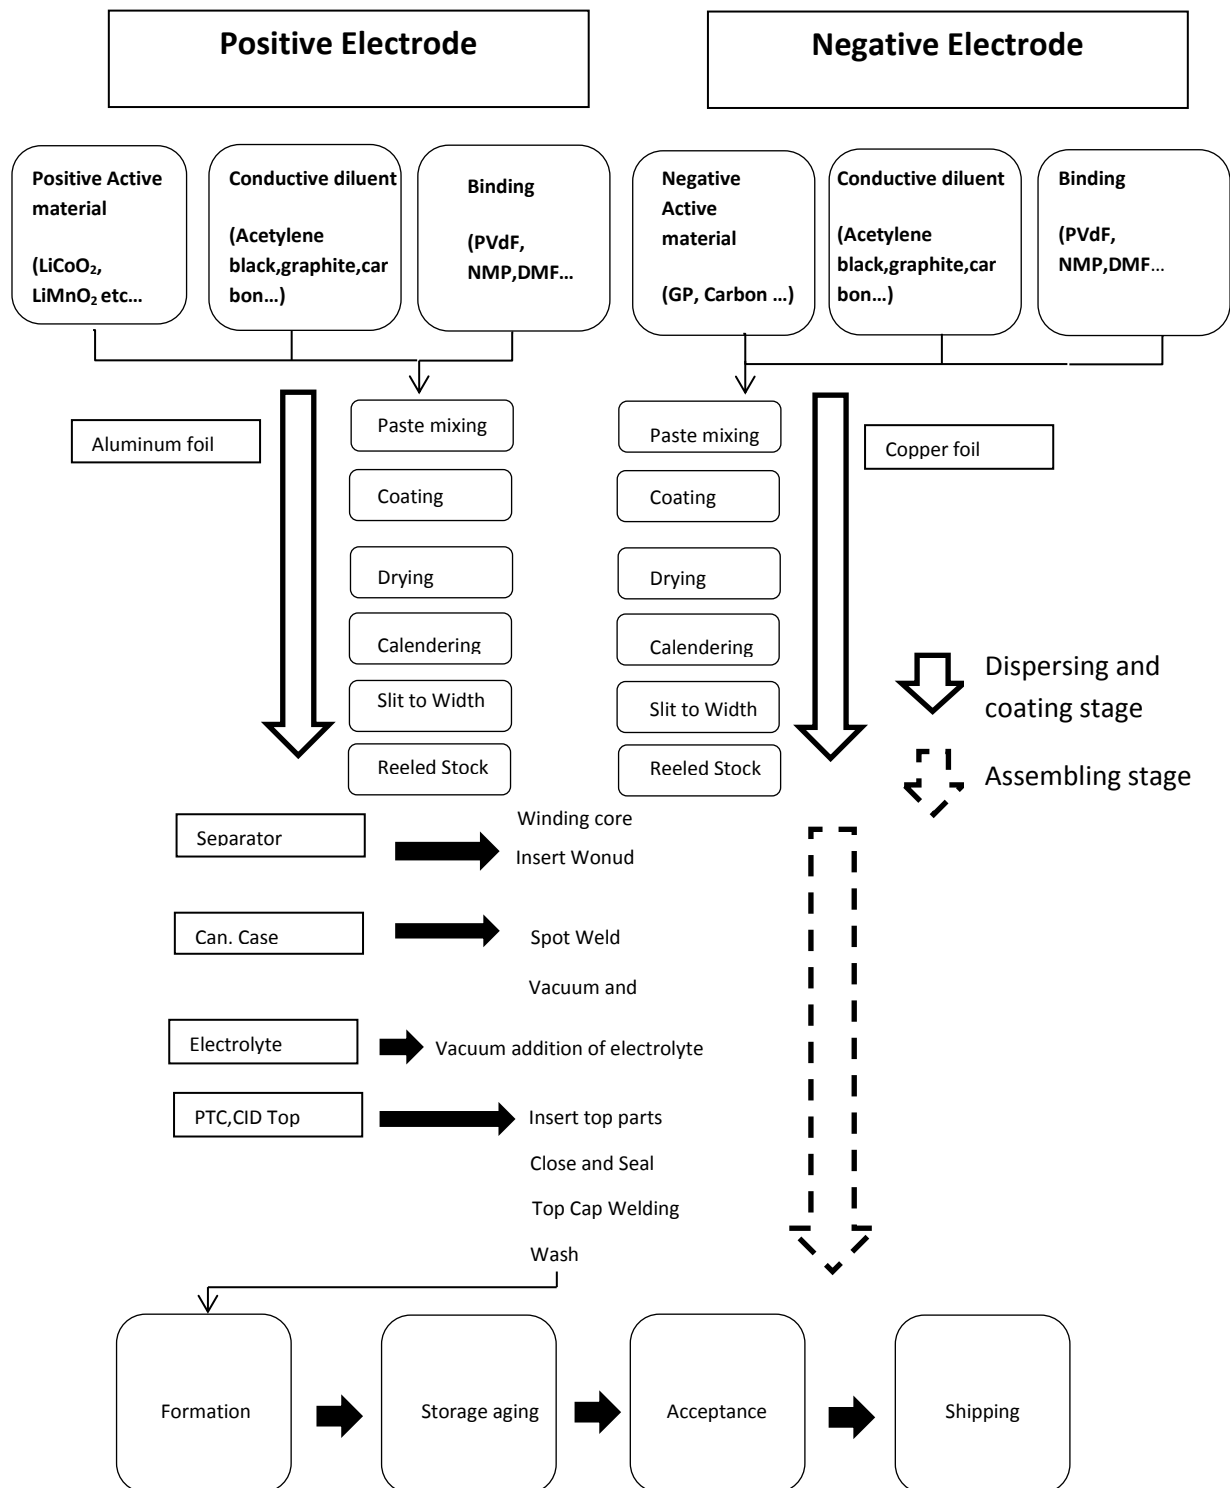 Positive Electrode
Negative Electrode
Positive Active
material
(LiCoO₂,
LiMnO₂ etc...
Conductive diluent
(Acetylene
black,graphite,car
bon...)
Binding
(PVdF,
NMP,DMF...
Negative
Active
material
(GP, Carbon ...)
Conductive diluent
(Acetylene
black,graphite,car
bon...)
Binding
(PVdF,
NMP,DMF...
Aluminum foil
Paste mixing
Coating
Drying
Calendering
Slit to Width
Reeled Stock
Paste mixing
Coating
Drying
Calendering
Slit to Width
Reeled Stock
Copper foil
Dispersing and
coating stage
Assembling stage
Separator
Winding core
Insert Wonud
Can. Case
Spot Weld
Vacuum and
Electrolyte
Vacuum addition of electrolyte
PTC,CID Top
Insert top parts
Close and Seal
Top Cap Welding
Wash
Formation
Storage aging
Acceptance
Shipping